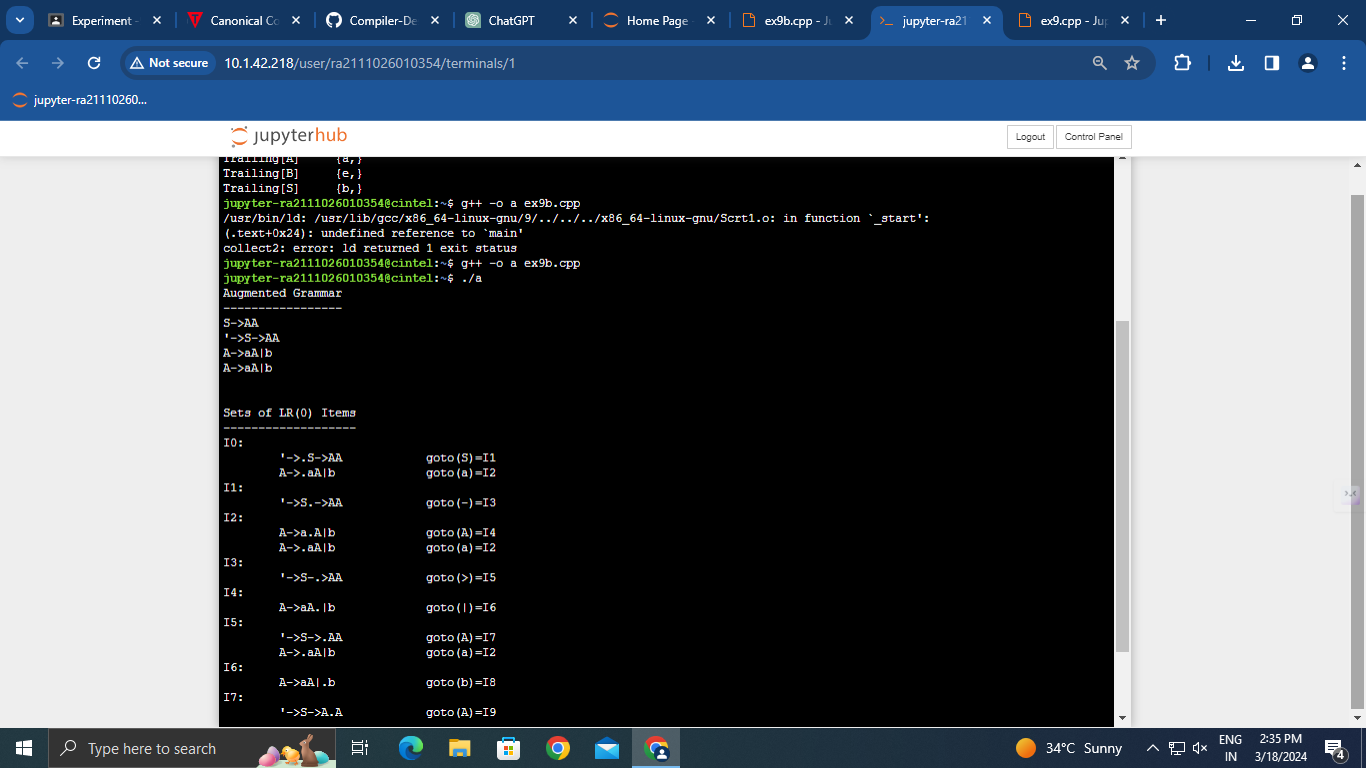 Experiment -
Canonical Co
Compiler-De
ChatGPT
Home Page -
ex9b.cpp - Ju
jupyter-ra21
ex9.cpp - Jup
Not secure
10.1.42.218/user/ra2111026010354/terminals/1
jupyter-ra21110260...
jupyterhub
Logout
Control Panel
Trailing[A] {a,}
Trailing[B] {e,}
Trailing[S] {b,}
jupyter-ra2111026010354@cintel:~$ g++ -o a ex9b.cpp
/usr/bin/ld: /usr/lib/gcc/x86_64-linux-gnu/9/../../../x86_64-linux-gnu/Scrt1.o: in function `_start':
(.text+0x24): undefined reference to `main'
collect2: error: ld returned 1 exit status
jupyter-ra2111026010354@cintel:~$ g++ -o a ex9b.cpp
jupyter-ra2111026010354@cintel:~$ ./a
Augmented Grammar
-----------------
S->AA
'->S->AA
A->aA|b
A->aA|b
Sets of LR(0) Items
-------------------
I0:
'->.S->AA goto(S)=I1
A->.aA|b goto(a)=I2
I1:
'->S.->AA goto(-)=I3
I2:
A->a.A|b goto(A)=I4
A->.aA|b goto(a)=I2
I3:
'->S-.>AA goto(>)=I5
I4:
A->aA.|b goto(|)=I6
I5:
'->S->.AA goto(A)=I7
A->.aA|b goto(a)=I2
I6:
A->aA|.b goto(b)=I8
I7:
'->S->A.A goto(A)=I9
Type here to search
34°C Sunny
ENG
IN
2:35 PM
3/18/2024
4